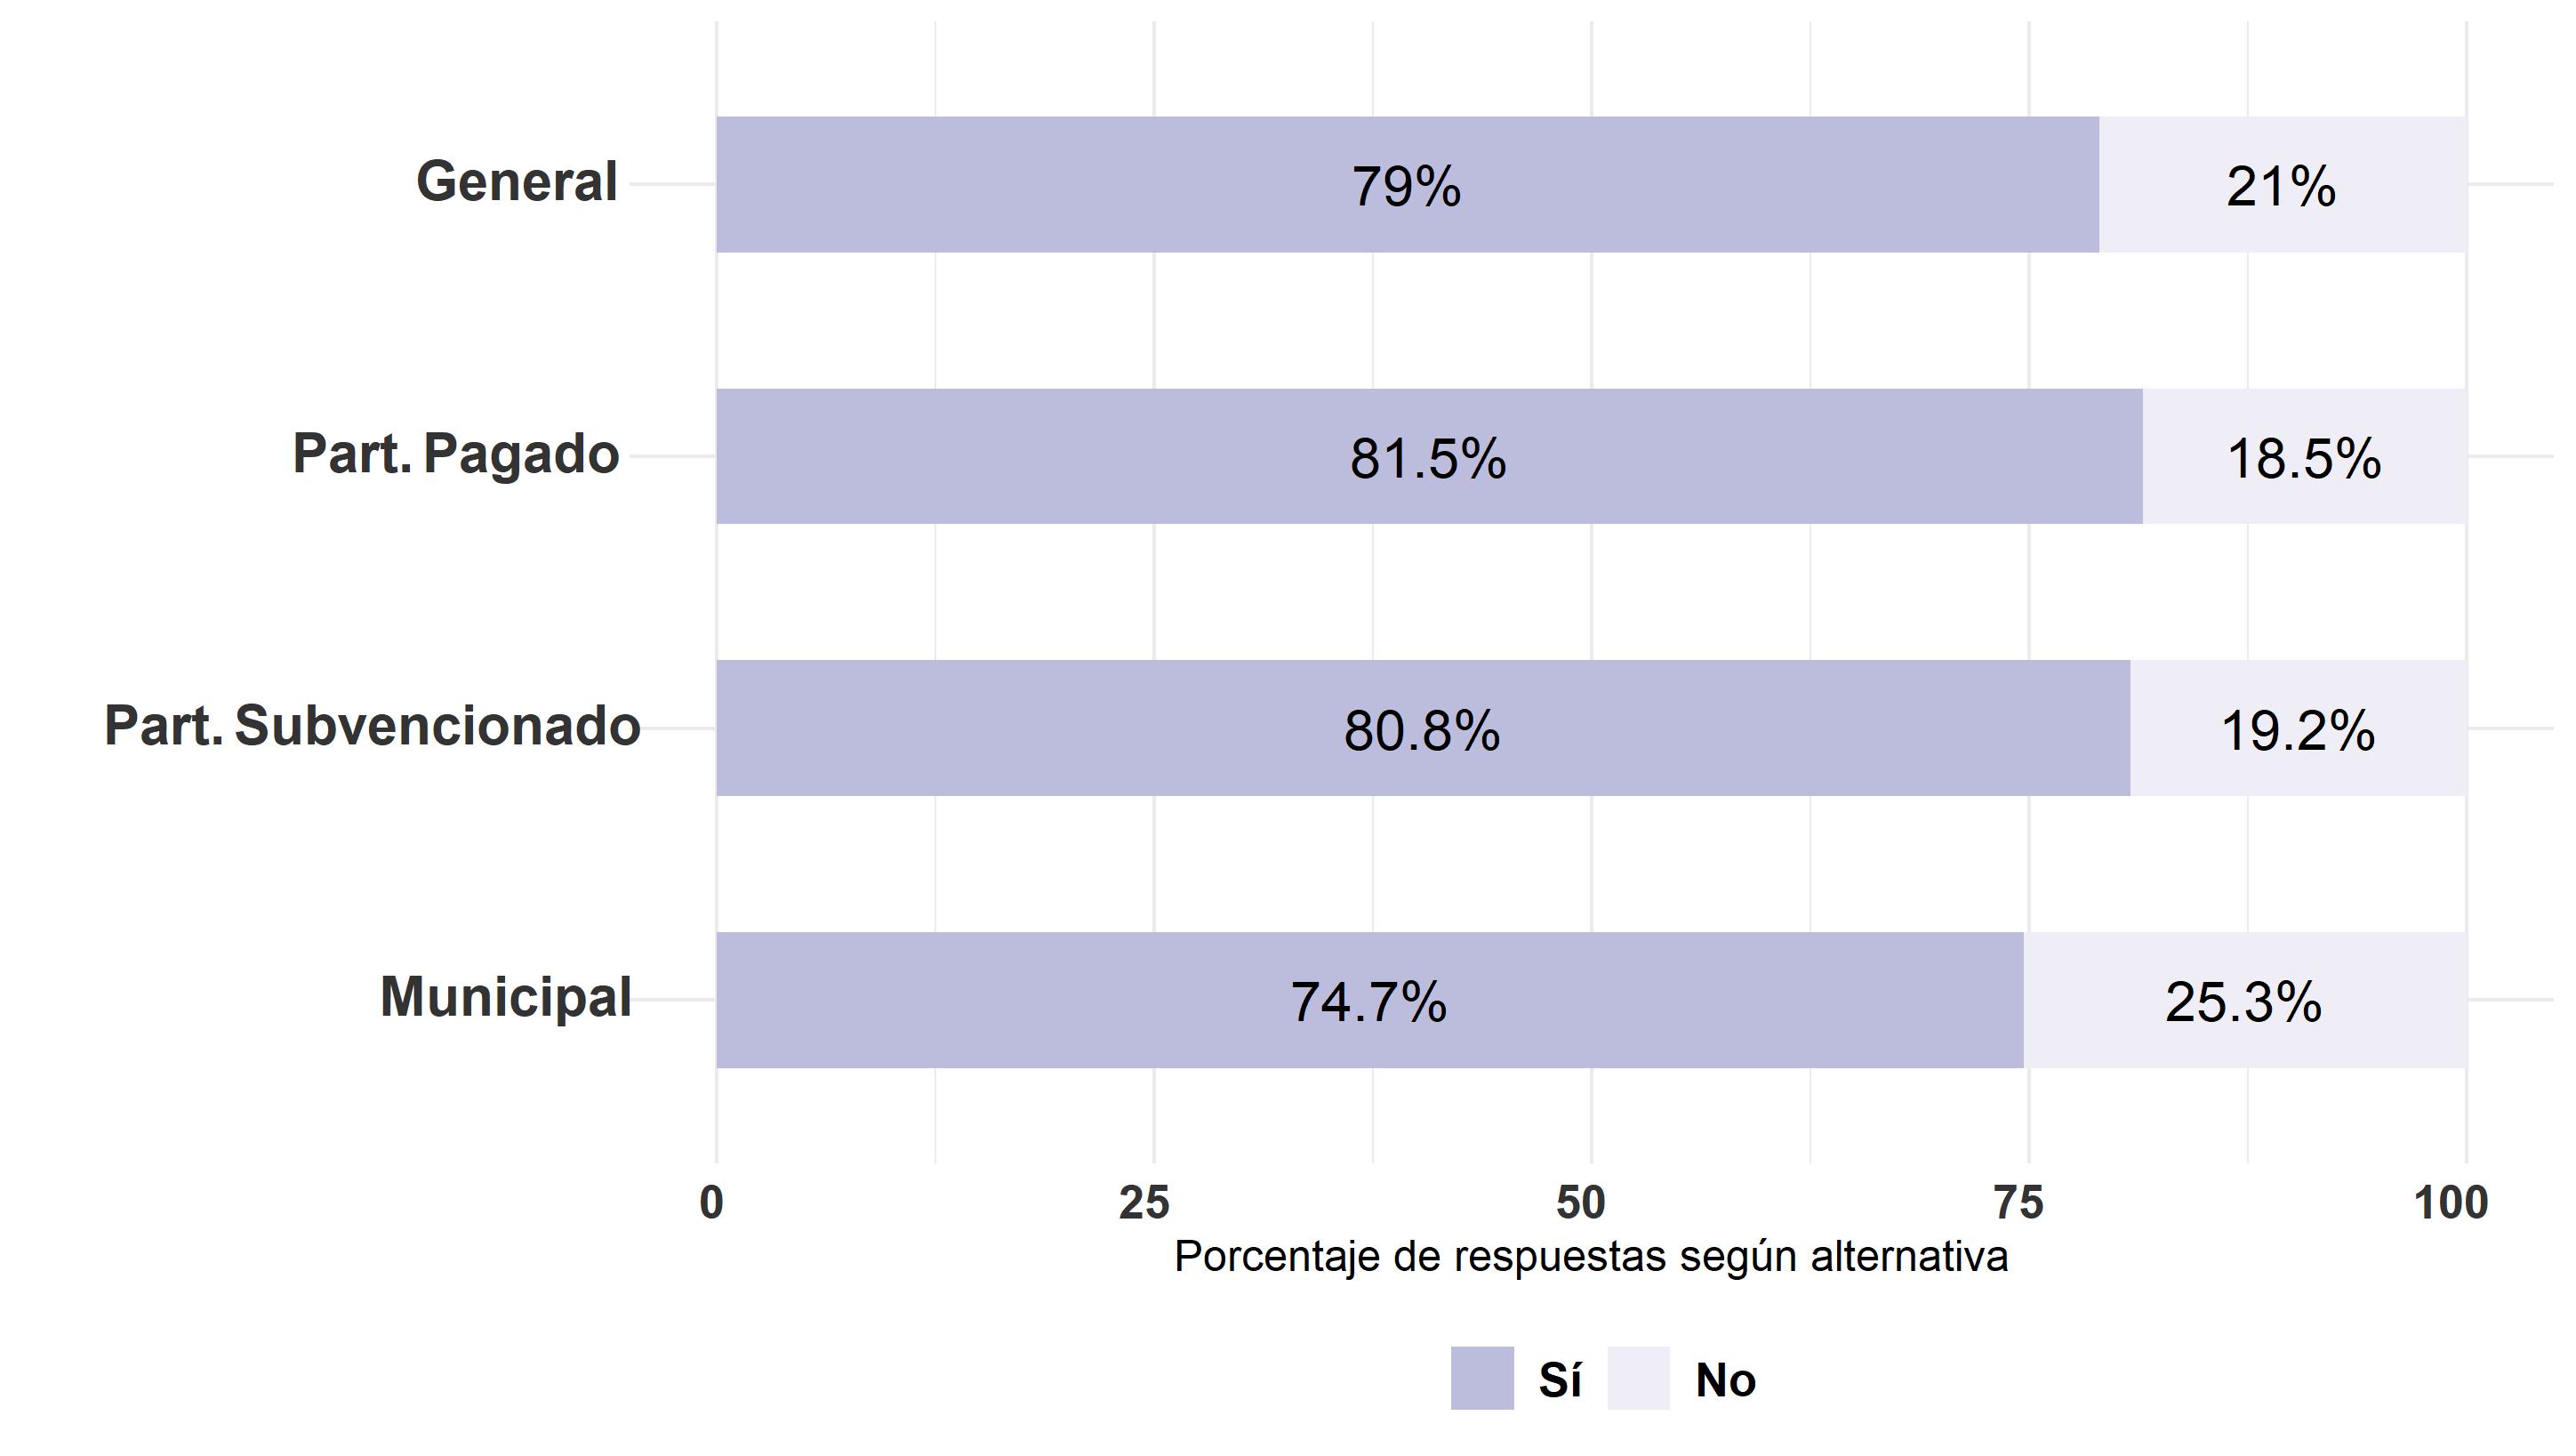 General 79% 21%
Part. Pagado 81.5% 18.5%
Part. Subvencionado 80.8% 19.2%
Municipal 74.7% 25.3%
0 25 50 75 100
Porcentaje de respuestas según alternativa
Sí No